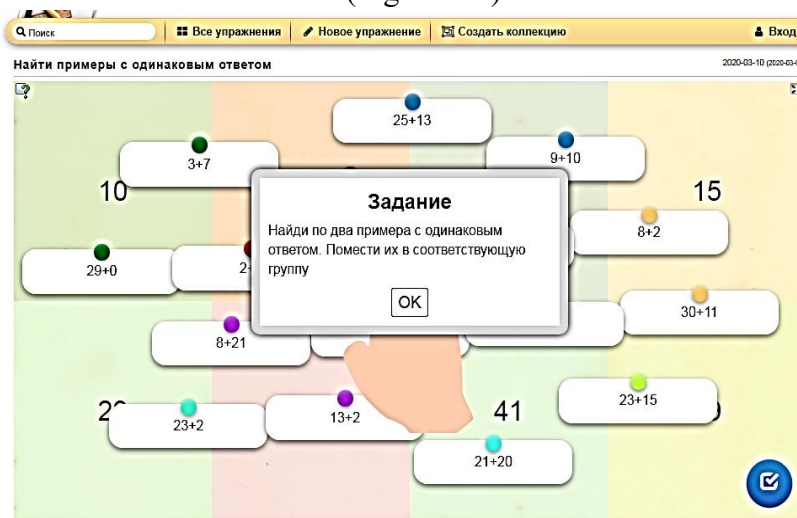 Поиск
Все упражнения
Новое упражнение
Создать коллекцию
Вход
Найти примеры с одинаковым ответом
2020-03-10
25+13
3+7
9+10
10
15
Задание
Найди по два примера с одинаковым
ответом. Помести их в соответствующую
группу
OK
8+2
29+0
30+11
8+21
23+15
23+2
13+2
41
21+20